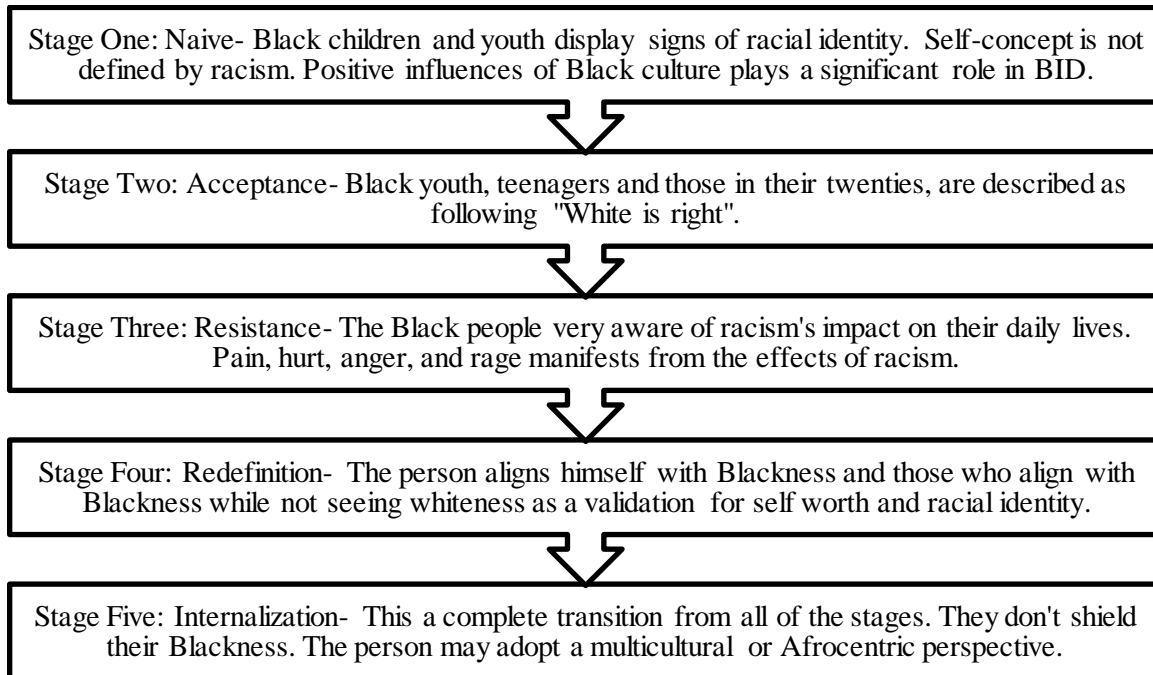 Stage One: Naive- Black children and youth display signs of racial identity. Self-concept is not
defined by racism. Positive influences of Black culture plays a significant role in BID.
Stage Two: Acceptance- Black youth, teenagers and those in their twenties, are described as
following "White is right".
Stage Three: Resistance- The Black people very aware of racism's impact on their daily lives.
Pain, hurt, anger, and rage manifests from the effects of racism.
Stage Four: Redefinition- The person aligns himself with Blackness and those who align with
Blackness while not seeing whiteness as a validation for self worth and racial identity.
Stage Five: Internalization- This a complete transition from all of the stages. They don't shield
their Blackness. The person may adopt a multicultural or Afrocentric perspective.